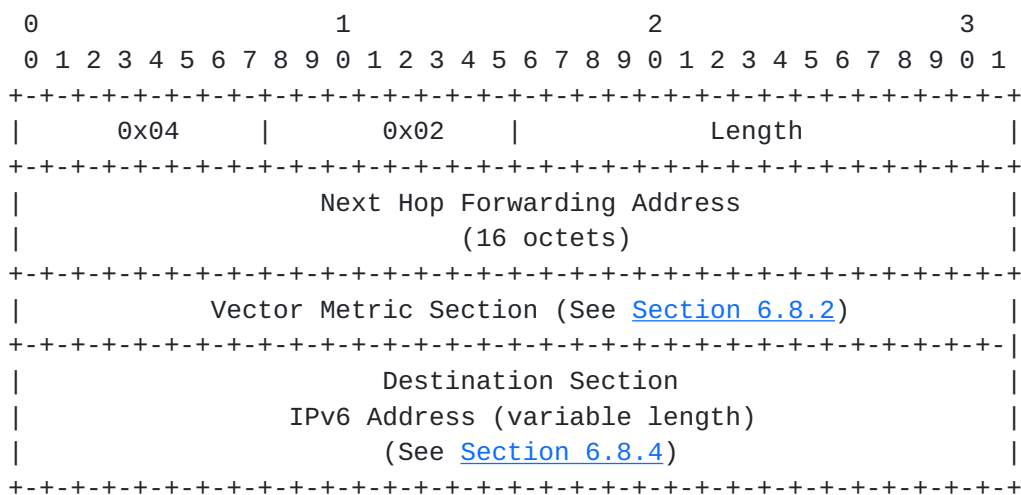 0                   1                   2                   3
 0 1 2 3 4 5 6 7 8 9 0 1 2 3 4 5 6 7 8 9 0 1 2 3 4 5 6 7 8 9 0 1
+-+-+-+-+-+-+-+-+-+-+-+-+-+-+-+-+-+-+-+-+-+-+-+-+-+-+-+-+-+-+-+-+
|      0x04     |       0x02    |            Length             |
+-+-+-+-+-+-+-+-+-+-+-+-+-+-+-+-+-+-+-+-+-+-+-+-+-+-+-+-+-+-+-+-+
|                   Next Hop Forwarding Address                 |
|                            (16 octets)                        |
+-+-+-+-+-+-+-+-+-+-+-+-+-+-+-+-+-+-+-+-+-+-+-+-+-+-+-+-+-+-+-+-+
|            Vector Metric Section (See Section 6.8.2)          |
+-+-+-+-+-+-+-+-+-+-+-+-+-+-+-+-+-+-+-+-+-+-+-+-+-+-+-+-+-+-+-+-|
|                       Destination Section                     |
|                 IPv6 Address (variable length)                |
|                       (See Section 6.8.4)                     |
+-+-+-+-+-+-+-+-+-+-+-+-+-+-+-+-+-+-+-+-+-+-+-+-+-+-+-+-+-+-+-+-+